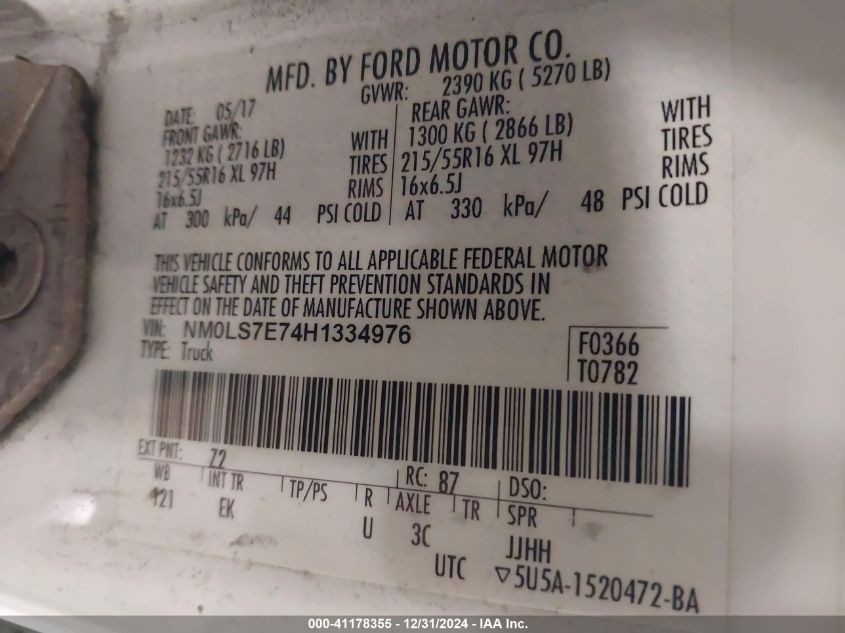 MFD. BY FORD MOTOR CO.
DATE: 05/17 GVWR: 2390 KG ( 5270 LB)
FRONT GAWR: REAR GAWR:
1232 KG ( 2716 LB) WITH 1300 KG ( 2866 LB) WITH
215/55R16 XL 97H TIRES 215/55R16 XL 97H TIRES
16x6.5J RIMS 16x6.5J RIMS
AT 300 kPa/ 44 PSI COLD AT 330 kPa/ 48 PSI COLD
THIS VEHICLE CONFORMS TO ALL APPLICABLE FEDERAL MOTOR
VEHICLE SAFETY AND THEFT PREVENTION STANDARDS IN
EFFECT ON THE DATE OF MANUFACTURE SHOWN ABOVE.
VIN: NM0LS7E74H1334976 F0366
TYPE: Truck T0782
EXT PNT: Z2 RC: 87 DSO:
WB INT TR TP/PS R AXLE TR SPR
121 EK U 3C JJHH
UTC ▽5U5A-1520472-BA
000-41178355 - 12/31/2024 - IAA Inc.